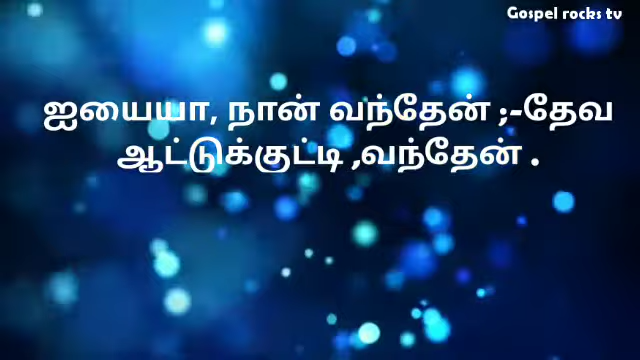 Gospel rocks tv
ஐயையா, நான் வந்தேன் ;-தேவ
ஆட்டுக்குட்டி ,வந்தேன் .